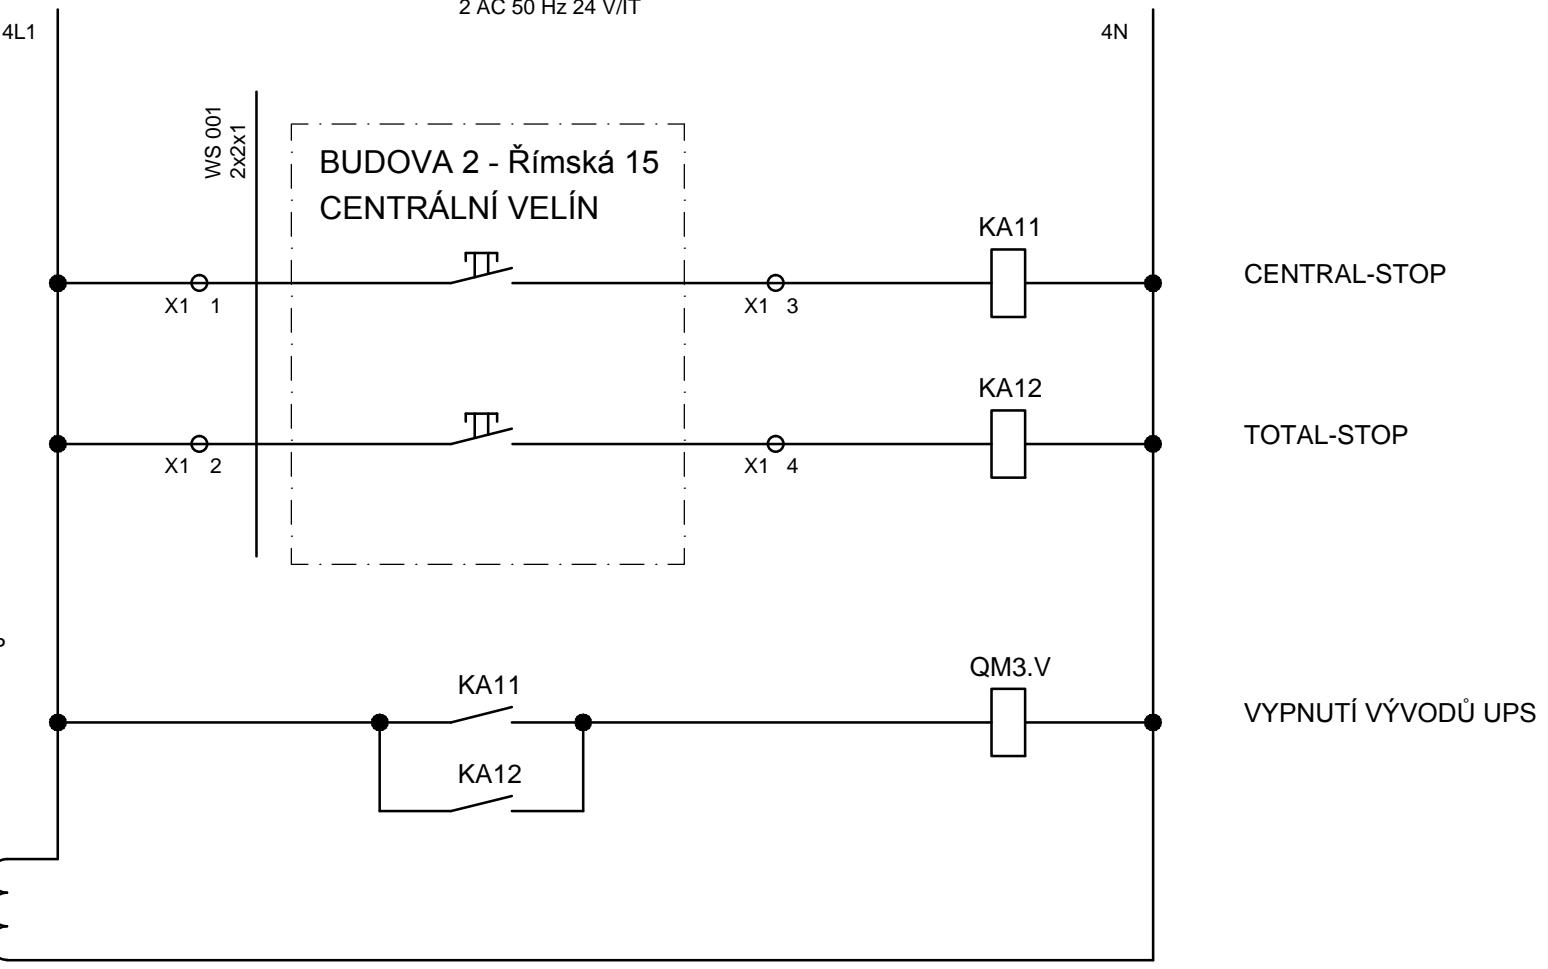 2 AC 50 Hz 24 V/IT
4L1
4N
WS 001
2x2x1
BUDOVA 2 - Římská 15
CENTRÁLNÍ VELÍN
KA11
CENTRAL-STOP
X1 1
X1 3
KA12
TOTAL-STOP
X1 2
X1 4
KA11
QM3.V
VYPNUTÍ VÝVODŮ UPS
KA12